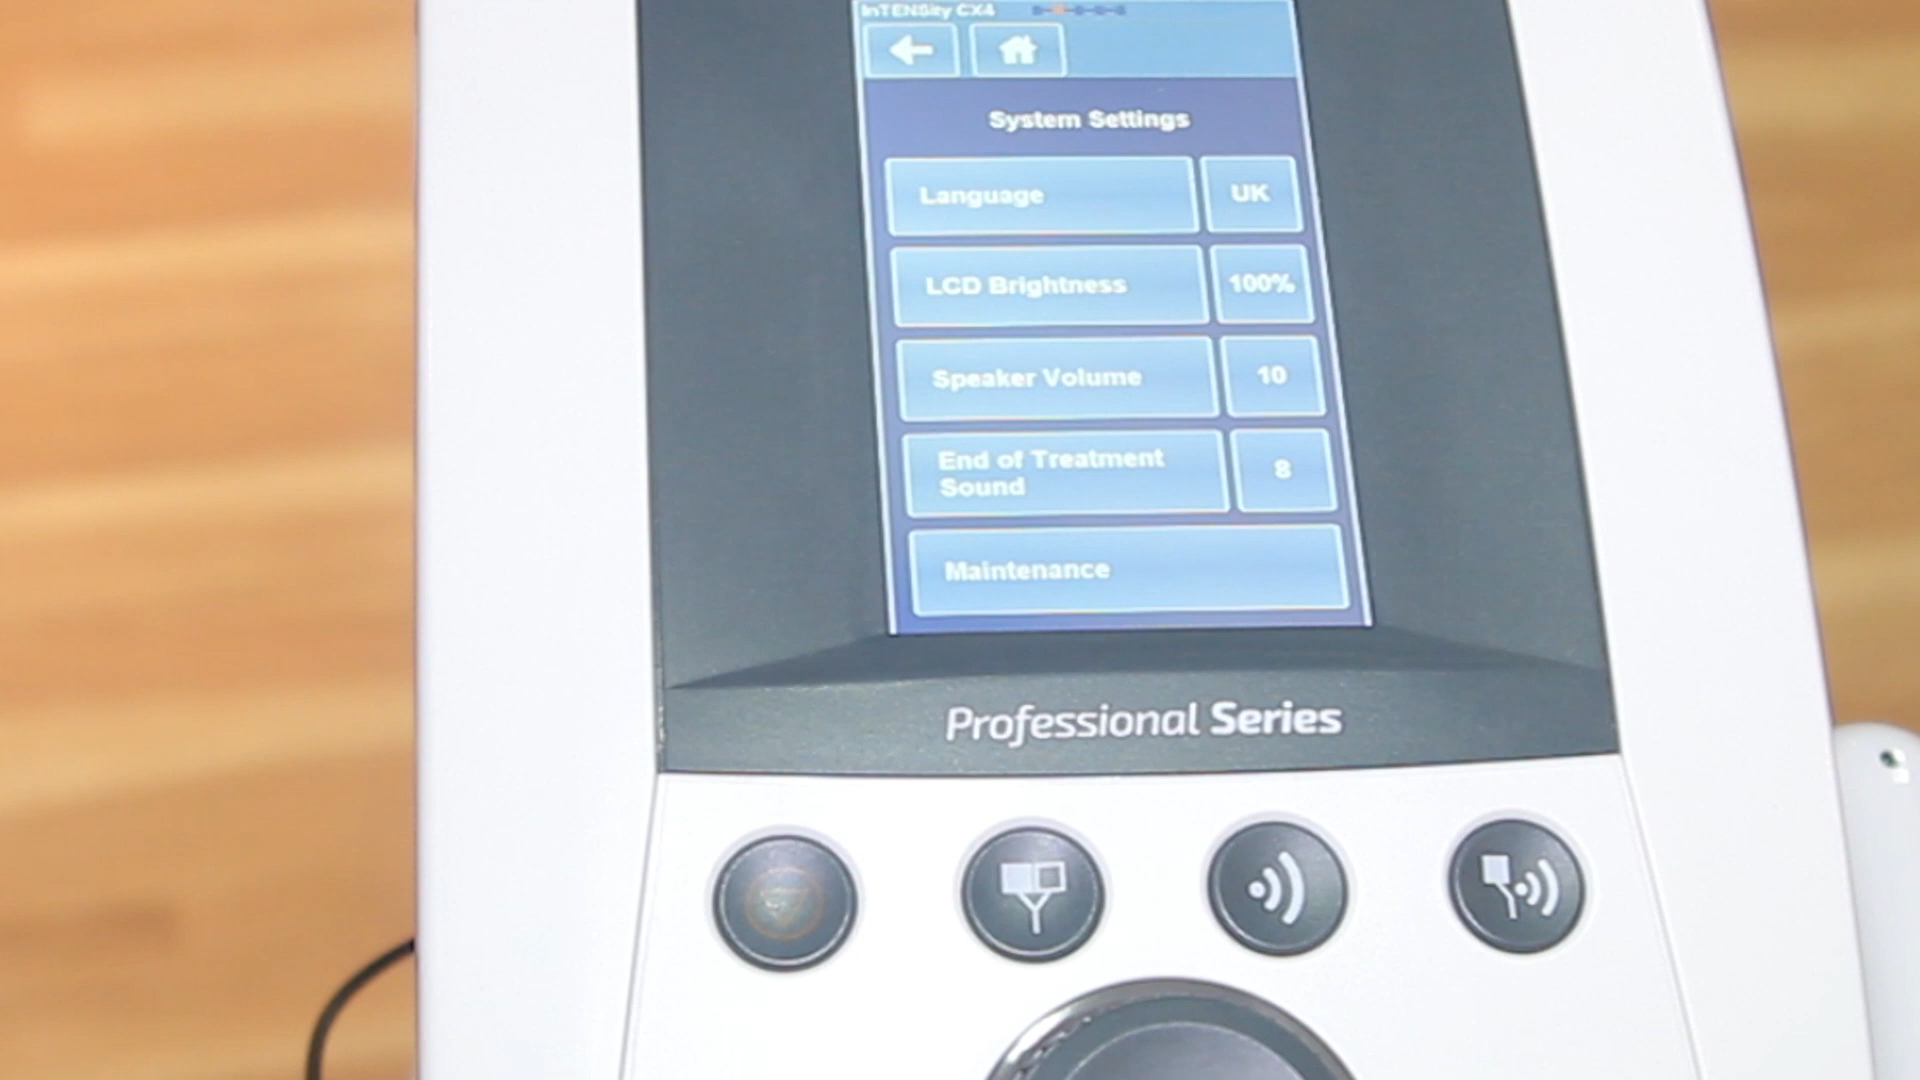 InTENSity CX4
System Settings
Language UK
LCD Brightness 100%
Speaker Volume 10
End of Treatment
Sound 8
Maintenance
Professional Series